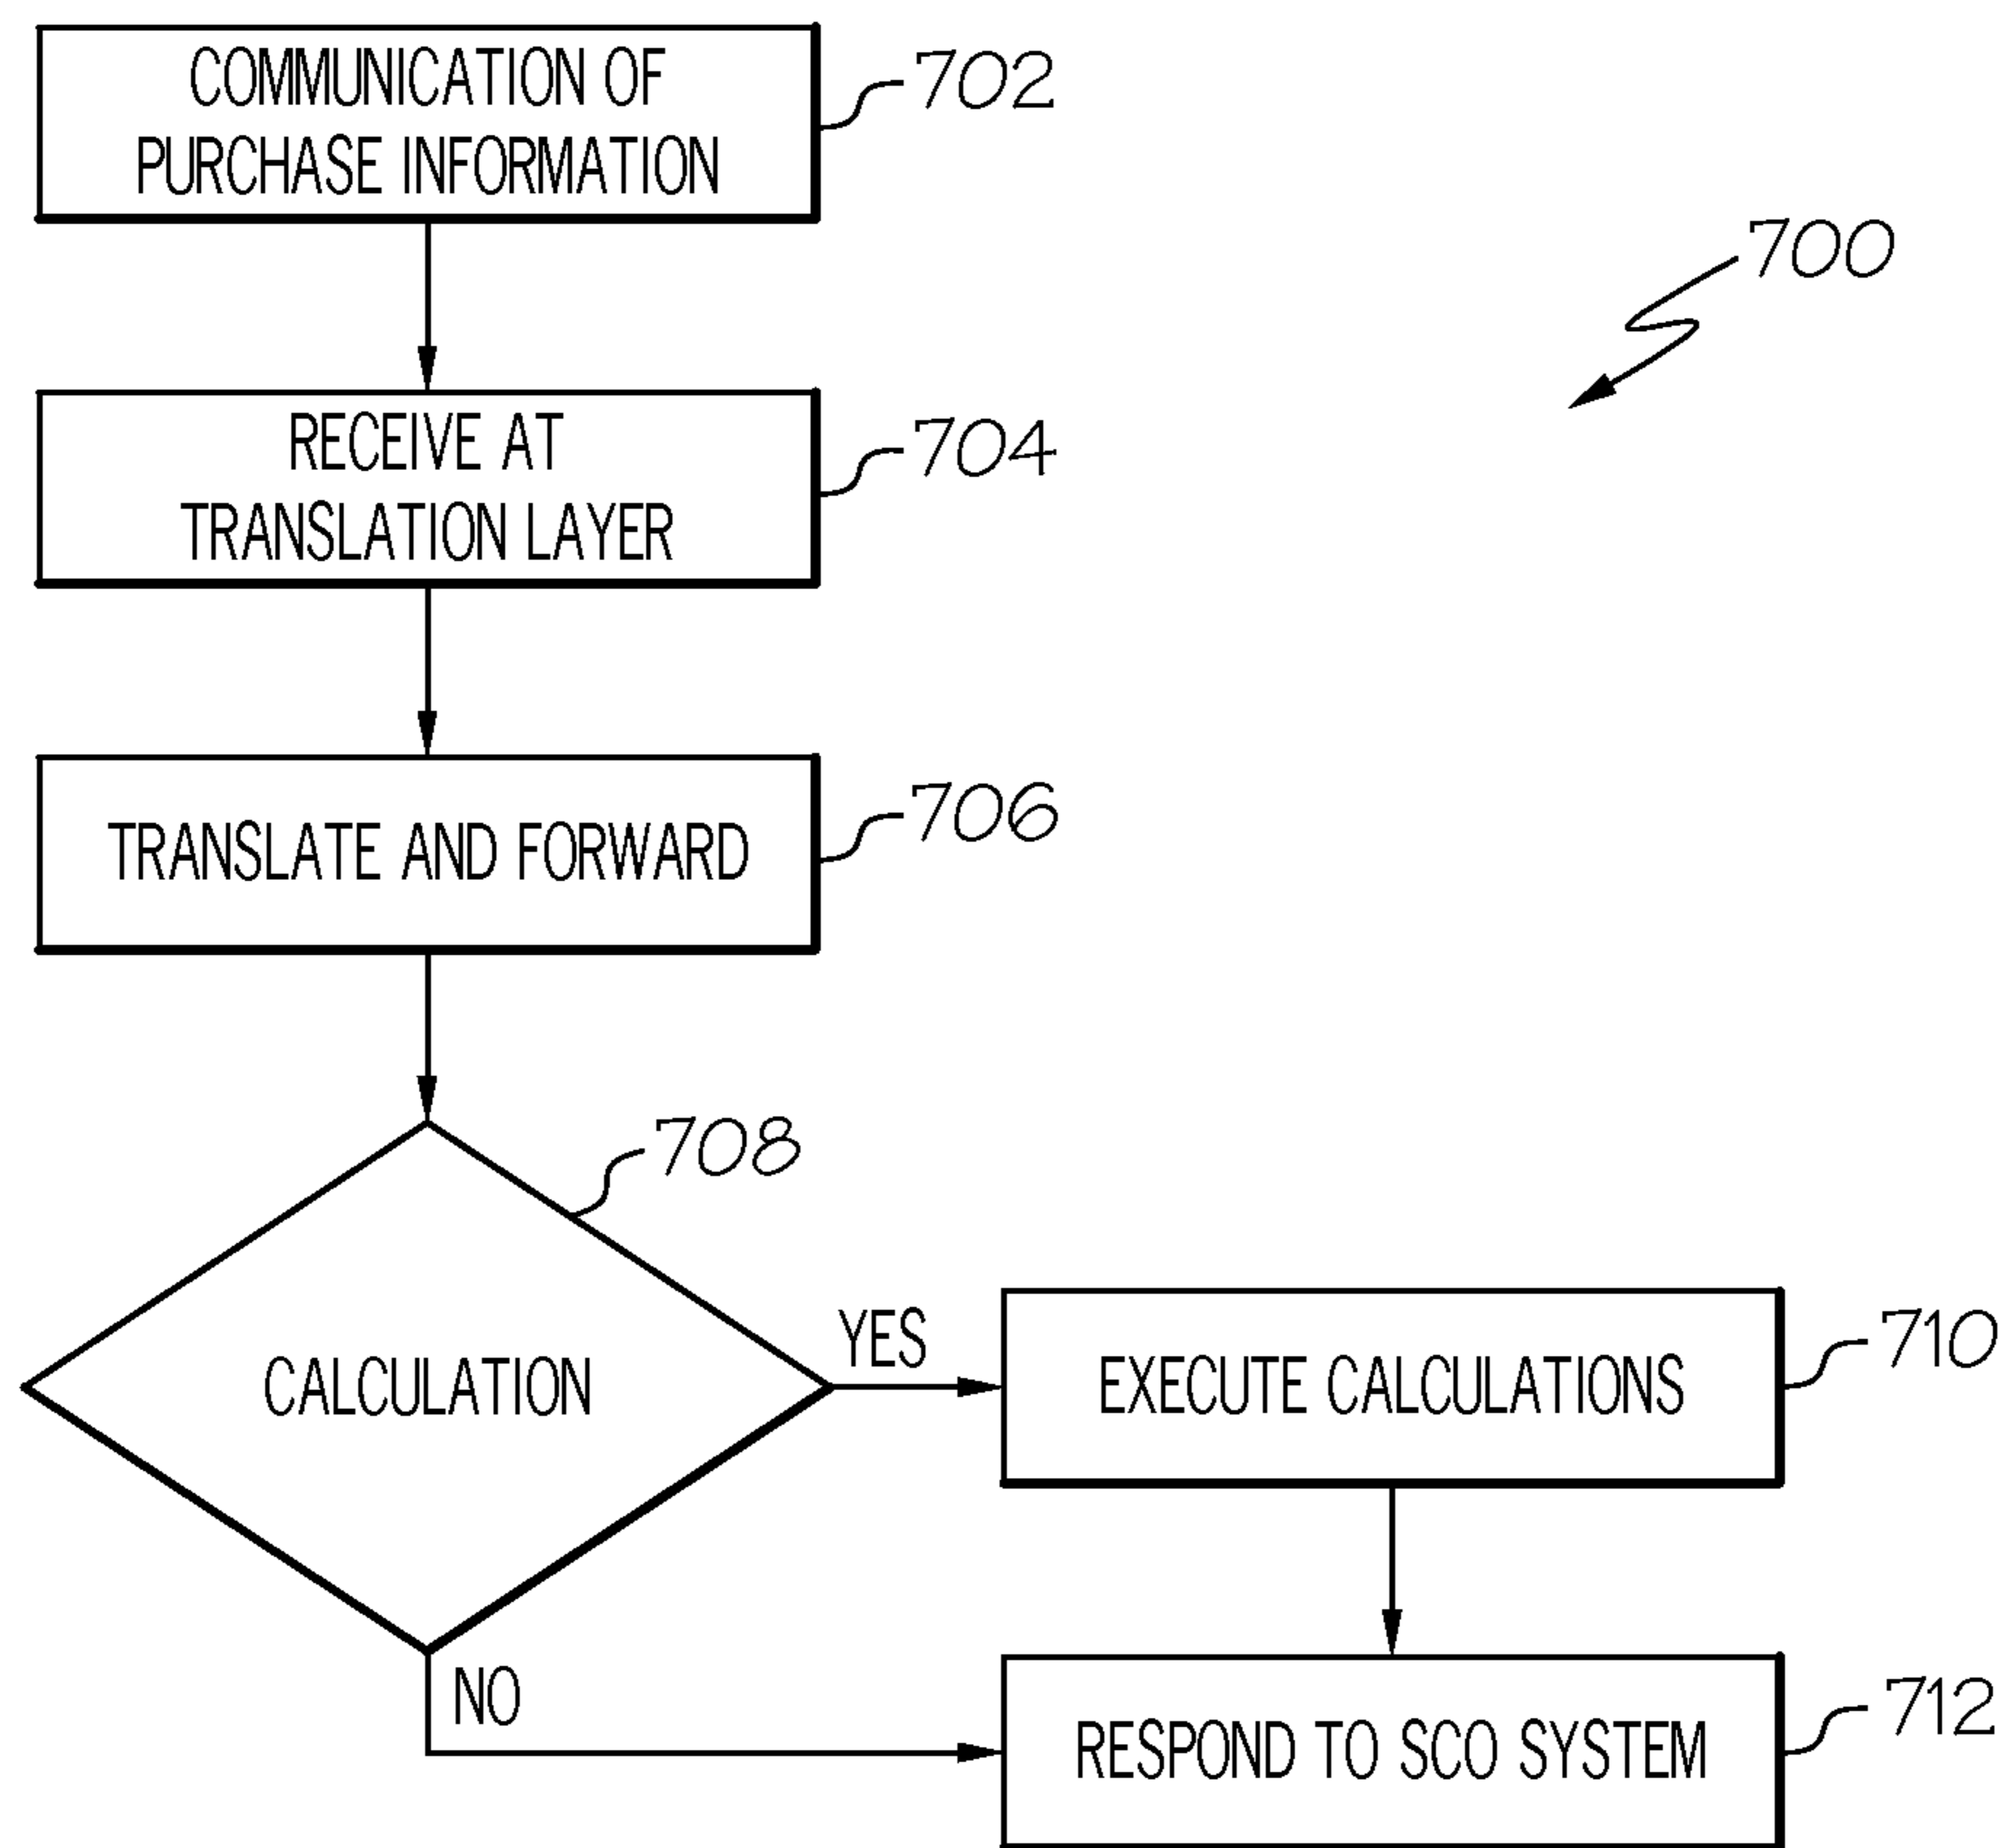 COMMUNICATION OF
PURCHASE INFORMATION
702
700
RECEIVE AT
TRANSLATION LAYER
704
TRANSLATE AND FORWARD
706
708
CALCULATION
YES
EXECUTE CALCULATIONS
710
NO
RESPOND TO SCO SYSTEM
712